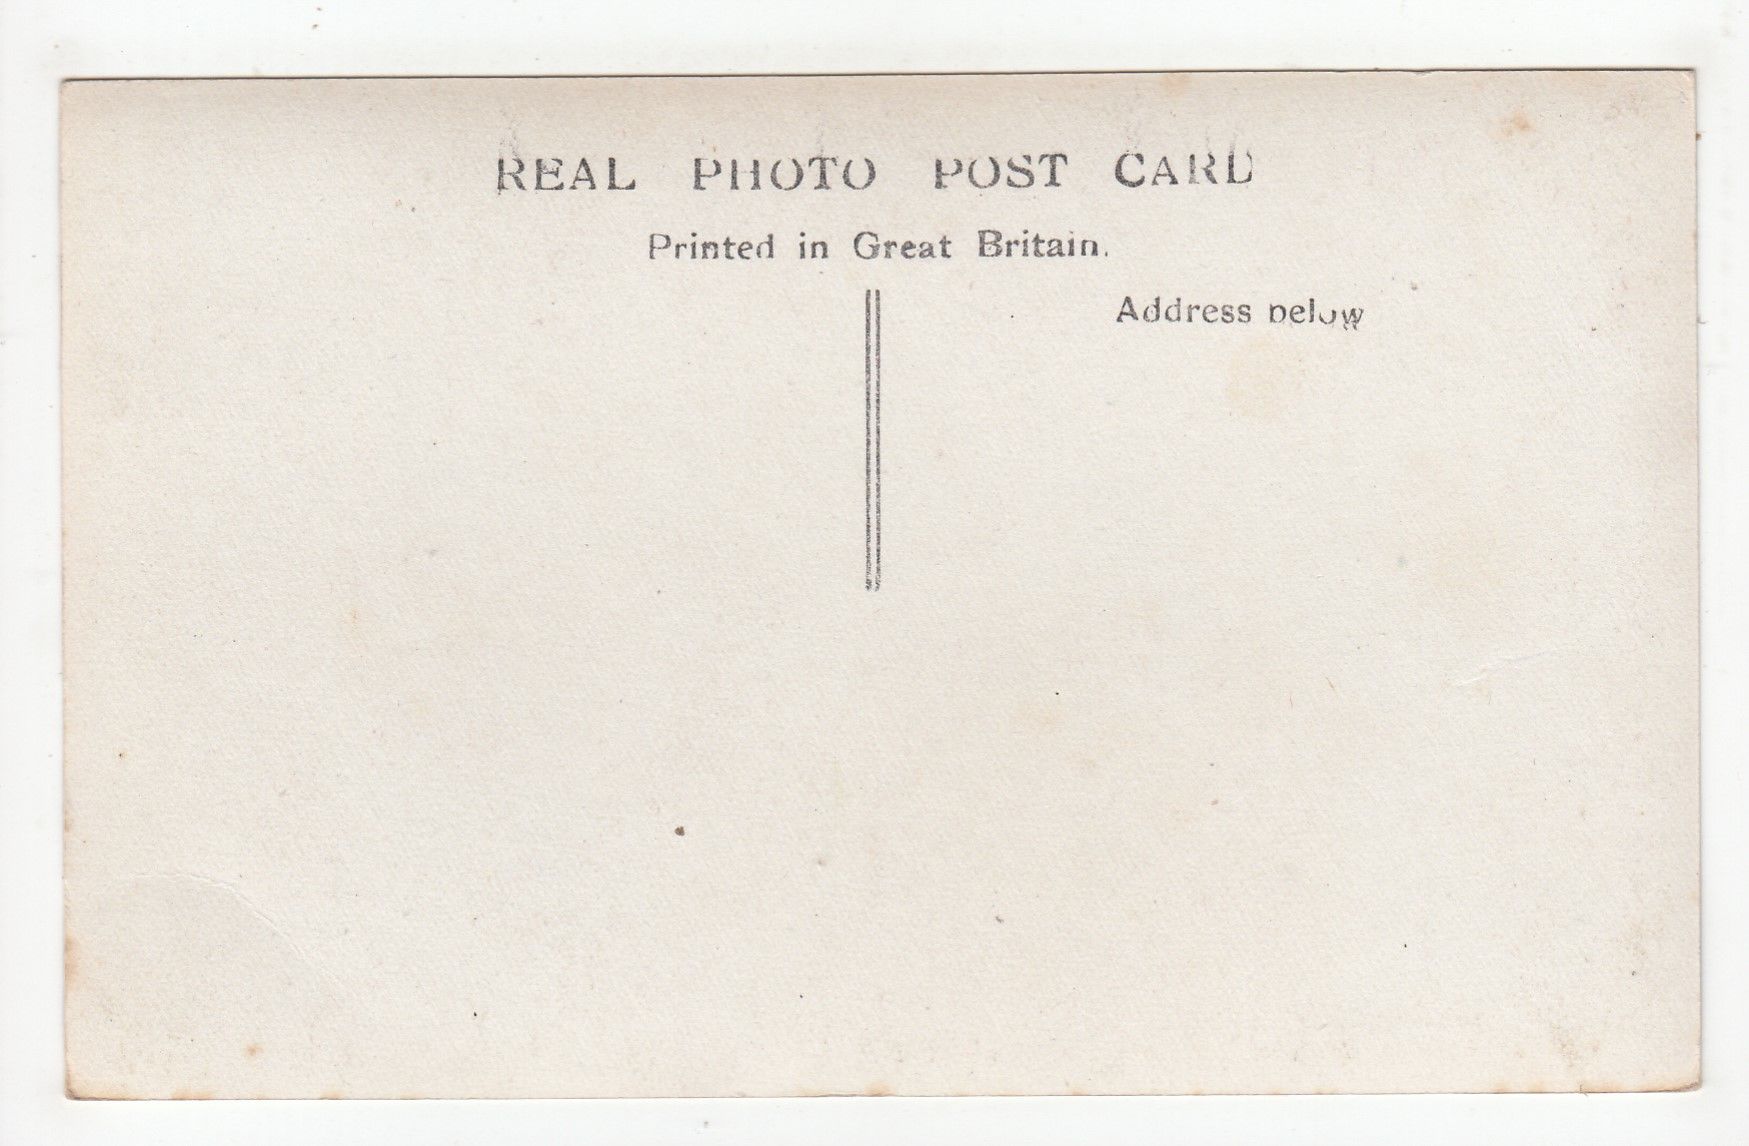 REAL PHOTO POST CARD
Printed in Great Britain.
Address below